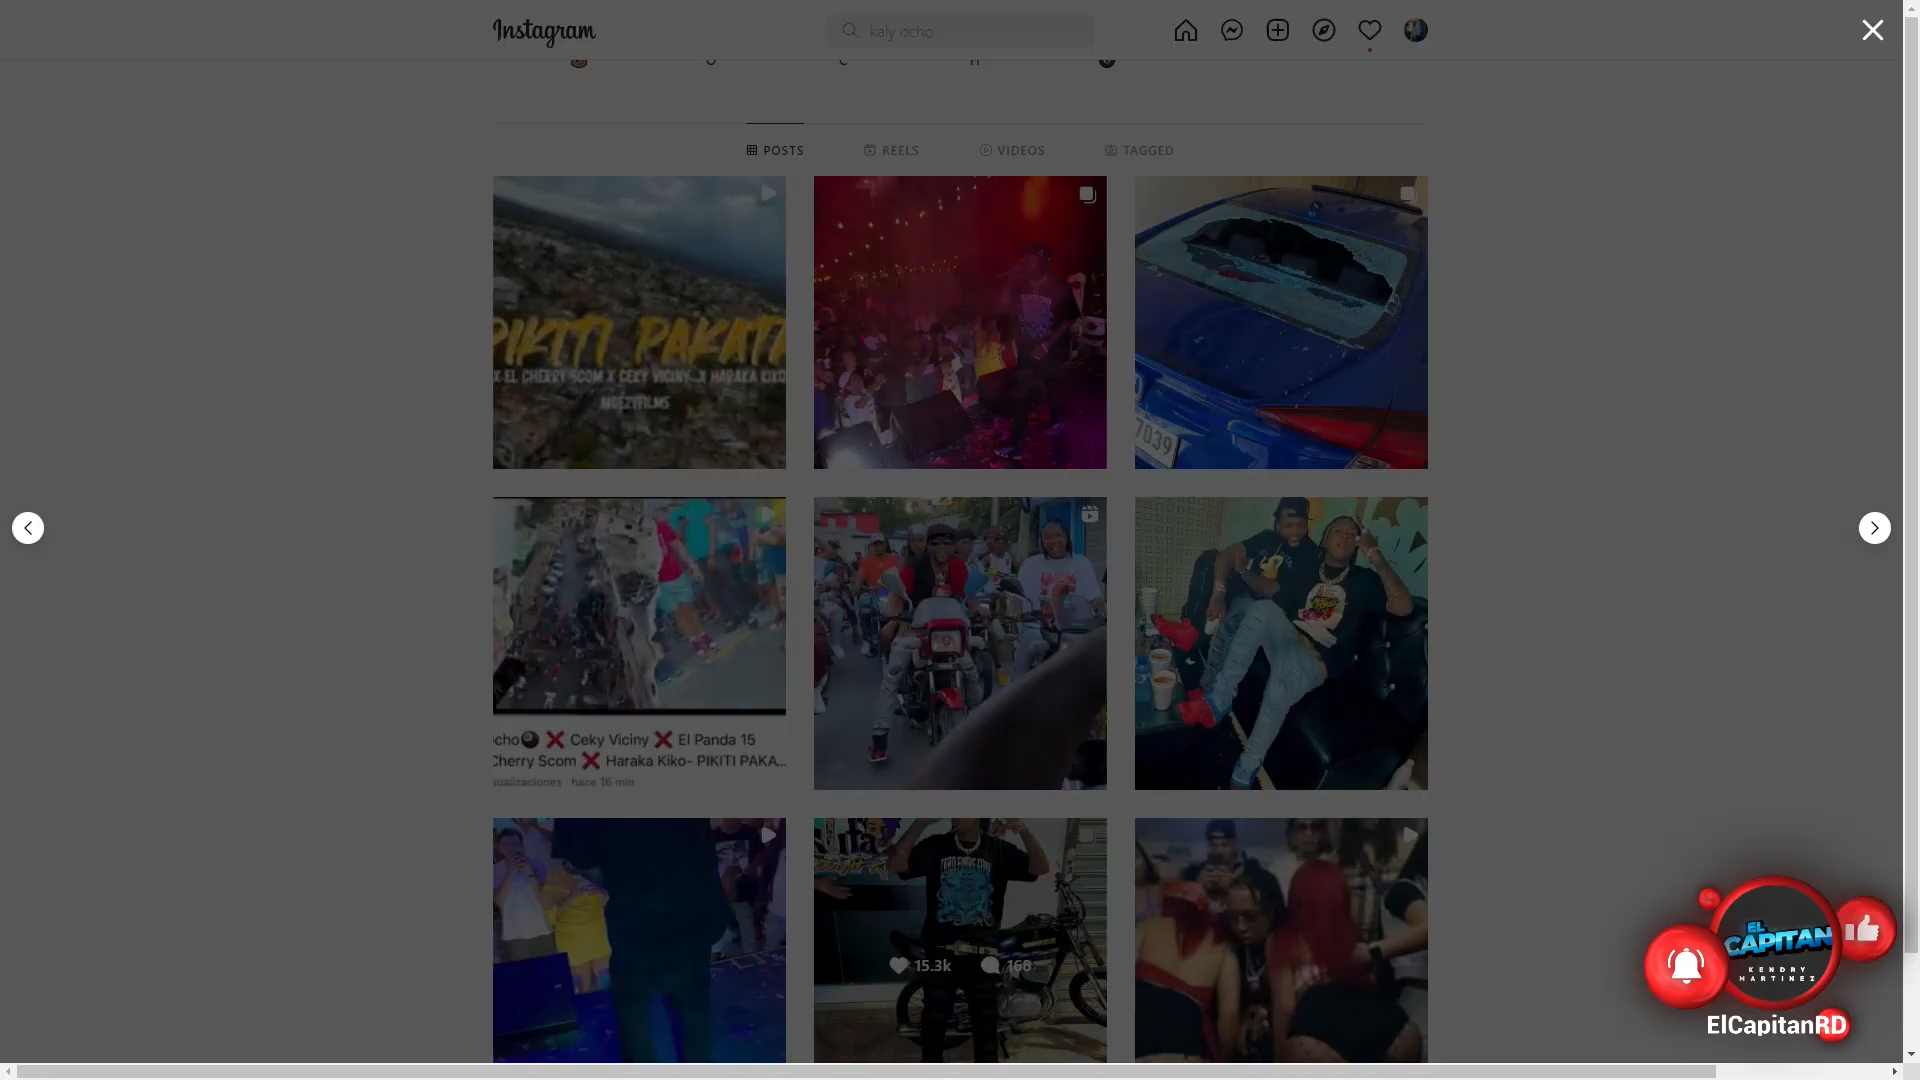 Instagram
kaly ocho
POSTS
REELS
VIDEOS
TAGGED
PIKITI PAKATA
X EL CHERRY SCOM X CEKY VICINY X HARAKA KIKO
7039
ocho🎱 ❌ Ceky Viciny ❌ El Panda 15
Cherry Scom ❌ Haraka Kiko- PIKITI PAKA...
sualizaciones hace 16 min
15.3k
168
EL
CAPITAN
KENDRY
MARTINEZ
ElCapitanRD